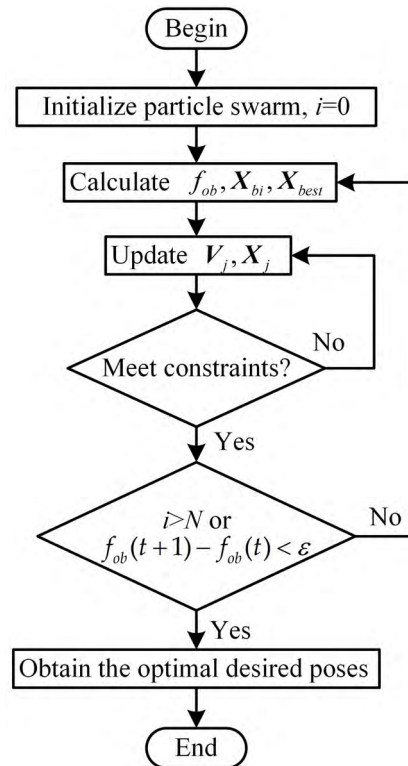 Begin
Initialize particle swarm, i=0
Calculate f_ob, X_bi, X_best
Update V_j, X_j
Meet constraints?
No
Yes
i>N or
f_ob(t+1)−f_ob(t)<ε
No
Yes
Obtain the optimal desired poses
End